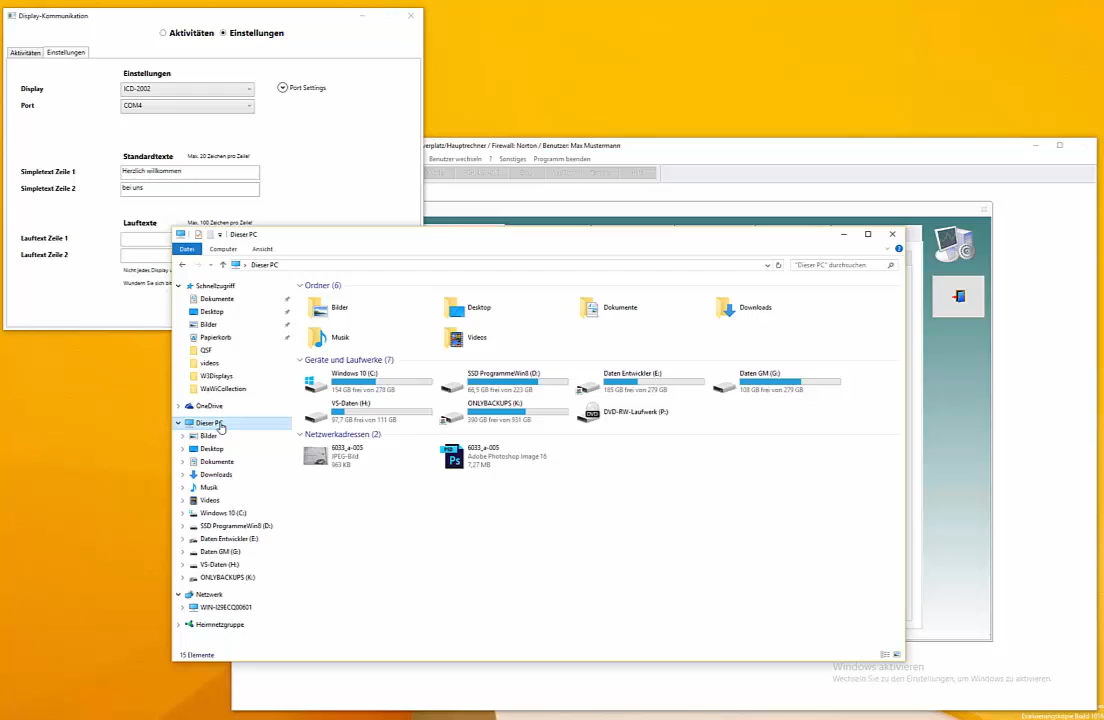 Display-Kommunikation
Aktivitäten Einstellungen
Aktivitäten Einstellungen
Einstellungen
Display ICD-2002 Port Settings
Port COM4
Standardtexte Max. 20 Zeichen pro Zeile!
Simpletext Zeile 1 Herzlich willkommen
Simpletext Zeile 2 bei uns
Lauftexte Max. 100 Zeichen pro Zeile!
Lauftext Zeile 1
Lauftext Zeile 2
Nicht jedes Display
Wundern Sie sich
verplatz/Hauptrechner / Firewall: Norton / Benutzer: Max Mustermann
Benutzer wechseln ? Sonstiges Programm beenden
Dieser PC
Datei Computer Ansicht
Dieser PC "Dieser PC" durchsuchen
Schnellzugriff
Dokumente
Desktop
Bilder
Papierkorb
QSF
videos
W3Displays
WaWiCollection
OneDrive
Dieser PC
Bilder
Desktop
Dokumente
Downloads
Musik
Videos
Windows 10 (C:)
SSD ProgrammeWin8 (D:)
Daten Entwickler (E:)
Daten GM (G:)
VS-Daten (H:)
ONLYBACKUPS (K:)
Netzwerk
WIN-I29ECQ00601
Heimnetzgruppe
Ordner (6)
Bilder Desktop Dokumente Downloads
Musik Videos
Geräte und Laufwerke (7)
Windows 10 (C:) SSD ProgrammeWin8 (D:) Daten Entwickler (E:) Daten GM (G:)
154 GB frei von 278 GB 66,9 GB frei von 223 GB 185 GB frei von 279 GB 108 GB frei von 279 GB
VS-Daten (H:) ONLYBACKUPS (K:) DVD-RW-Laufwerk (P:)
97,7 GB frei von 111 GB 390 GB frei von 931 GB
Netzwerkadressen (2)
6033_a-005 6033_a-005
JPEG-Bild Adobe Photoshop Image 16
963 KB 7,27 MB
15 Elemente
Windows aktivieren
Wechseln Sie zu den Einstellungen, um Windows zu aktivieren.